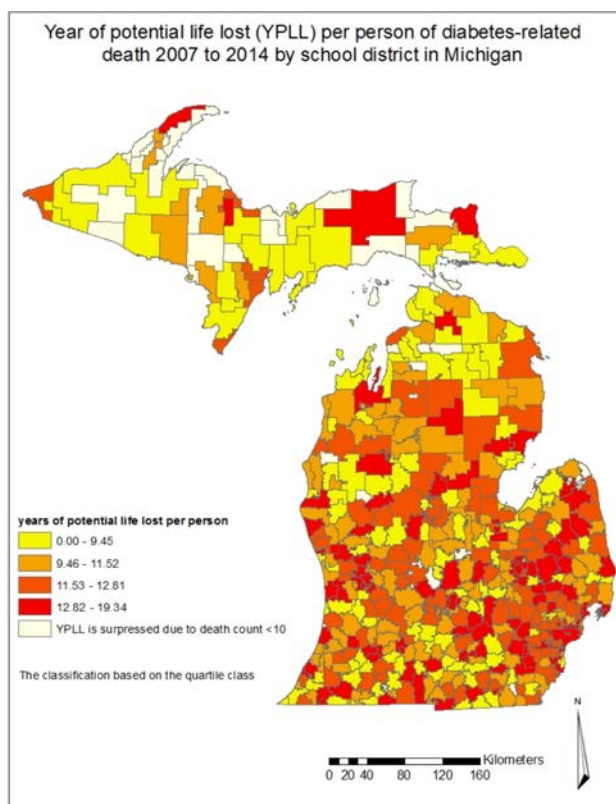 Year of potential life lost (YPLL) per person of diabetes-related
death 2007 to 2014 by school district in Michigan
years of potential life lost per person
0.00 - 9.45
9.46 - 11.52
11.53 - 12.81
12.82 - 19.34
YPLL is surpressed due to death count <10
The classification based on the quartile class
N
Kilometers
0 20 40 80 120 160